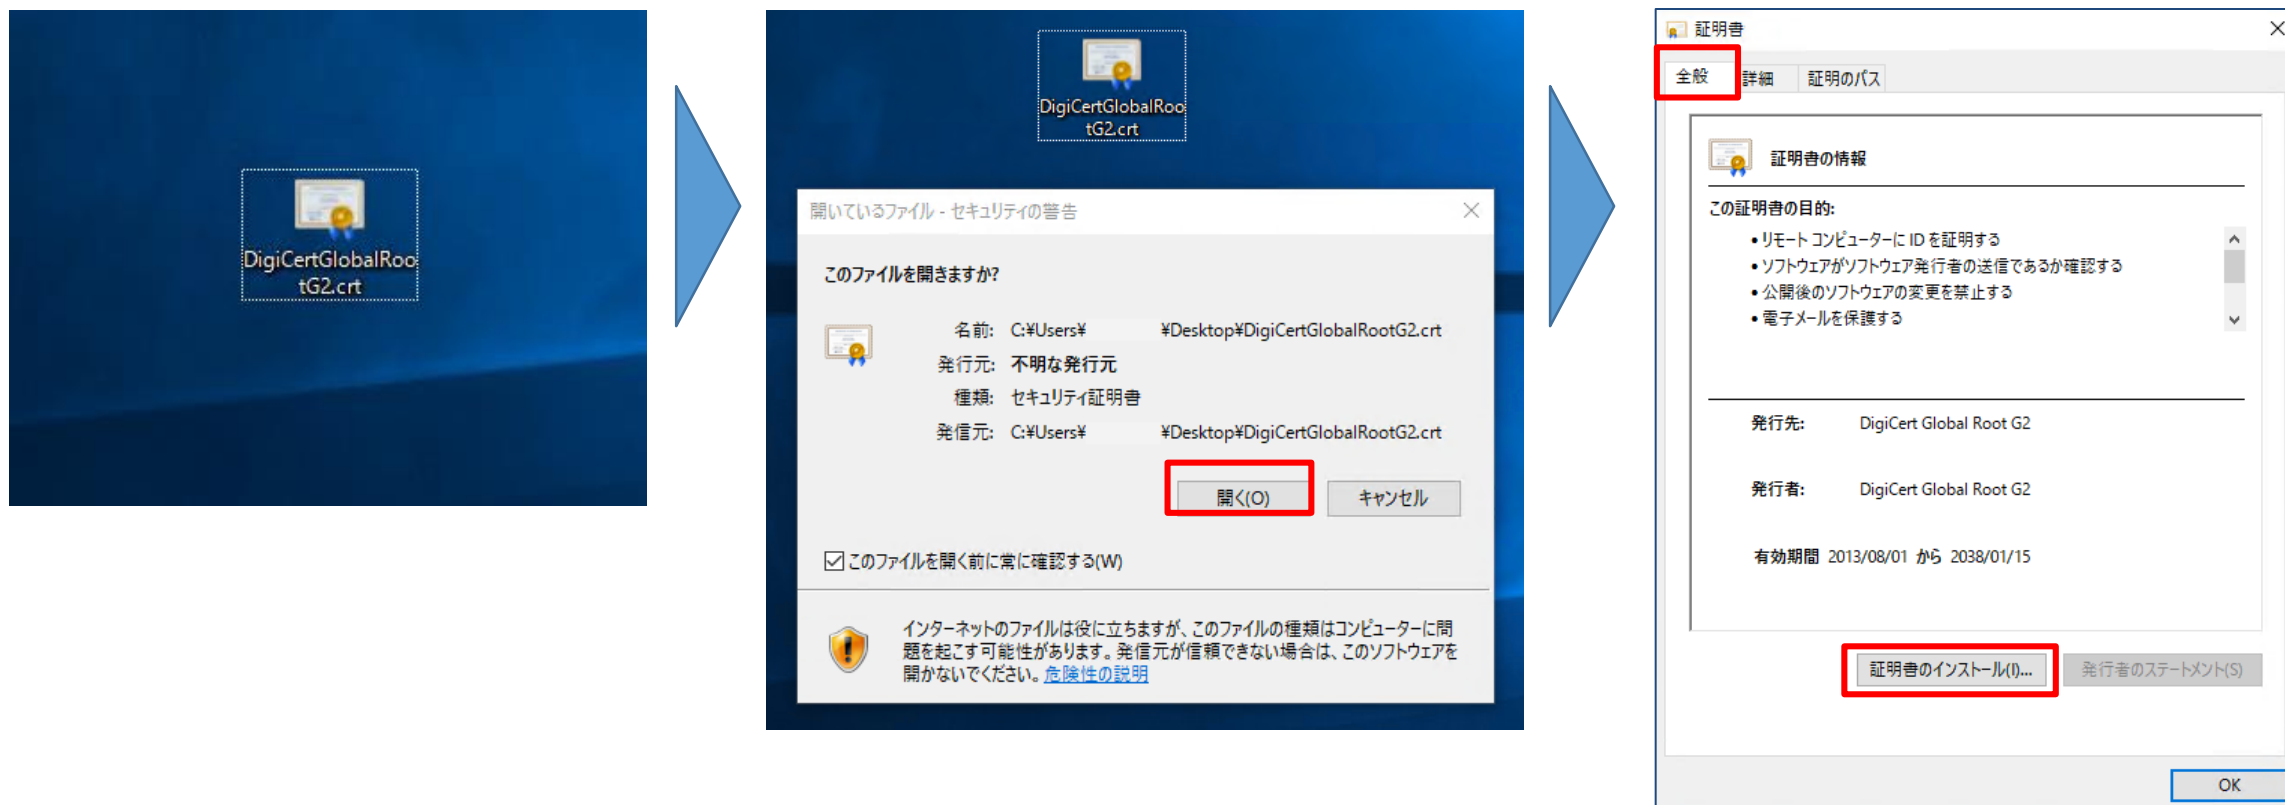 DigiCertGlobalRoo
tG2.crt
DigiCertGlobalRoo
tG2.crt
開いているファイル - セキュリティの警告
このファイルを開きますか?
名前: C:¥Users¥ ¥Desktop¥DigiCertGlobalRootG2.crt
発行元: 不明な発行元
種類: セキュリティ証明書
発信元: C:¥Users¥ ¥Desktop¥DigiCertGlobalRootG2.crt
開く(O) キャンセル
このファイルを開く前に常に確認する(W)
インターネットのファイルは役に立ちますが、このファイルの種類はコンピューターに問
題を起こす可能性があります。発信元が信頼できない場合は、このソフトウェアを
開かないでください。危険性の説明
証明書
全般 詳細 証明のパス
証明書の情報
この証明書の目的:
• リモート コンピューターに ID を証明する
• ソフトウェアがソフトウェア発行者の送信であるか確認する
• 公開後のソフトウェアの変更を禁止する
• 電子メールを保護する
発行先: DigiCert Global Root G2
発行者: DigiCert Global Root G2
有効期間 2013/08/01 から 2038/01/15
証明書のインストール(I)... 発行者のステートメント(S)
OK